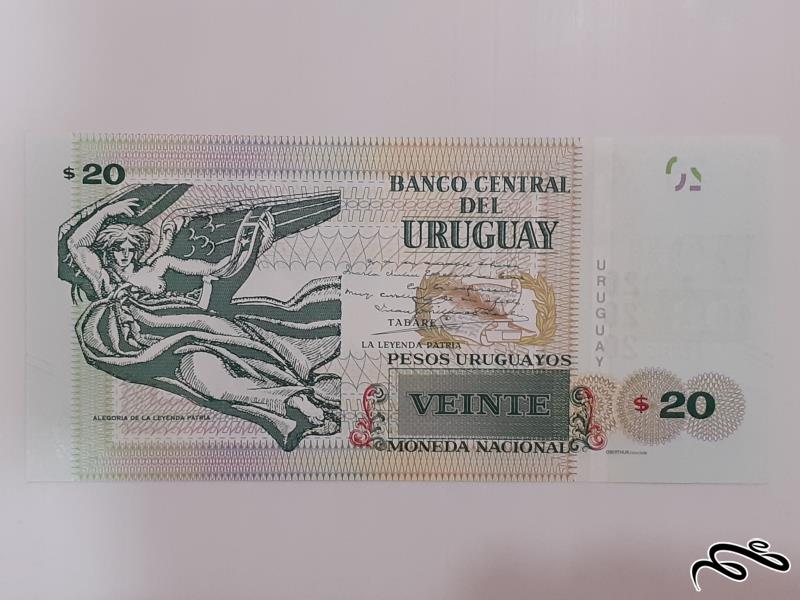 $ 20
BANCO CENTRAL
DEL
URUGUAY
TABARÉ
LA LEYENDA PATRIA
PESOS URUGUAYOS
VEINTE
MONEDA NACIONAL
ALEGORIA DE LA LEYENDA PATRIA
URUGUAY
$ 20